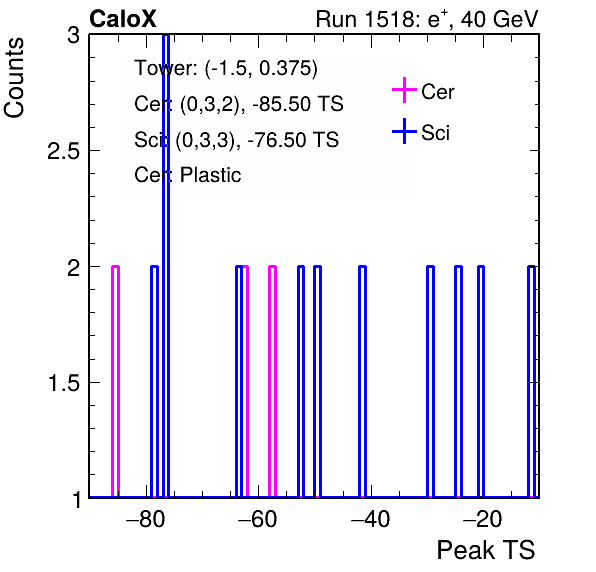 CaloX Run 1518: e+, 40 GeV
Counts
Tower: (-1.5, 0.375)
Cer: (0,3,2), -85.50 TS
Sci: (0,3,3), -76.50 TS
Cer: Plastic
Cer
Sci
3
2.5
2
1.5
1
−80 −60 −40 −20
Peak TS